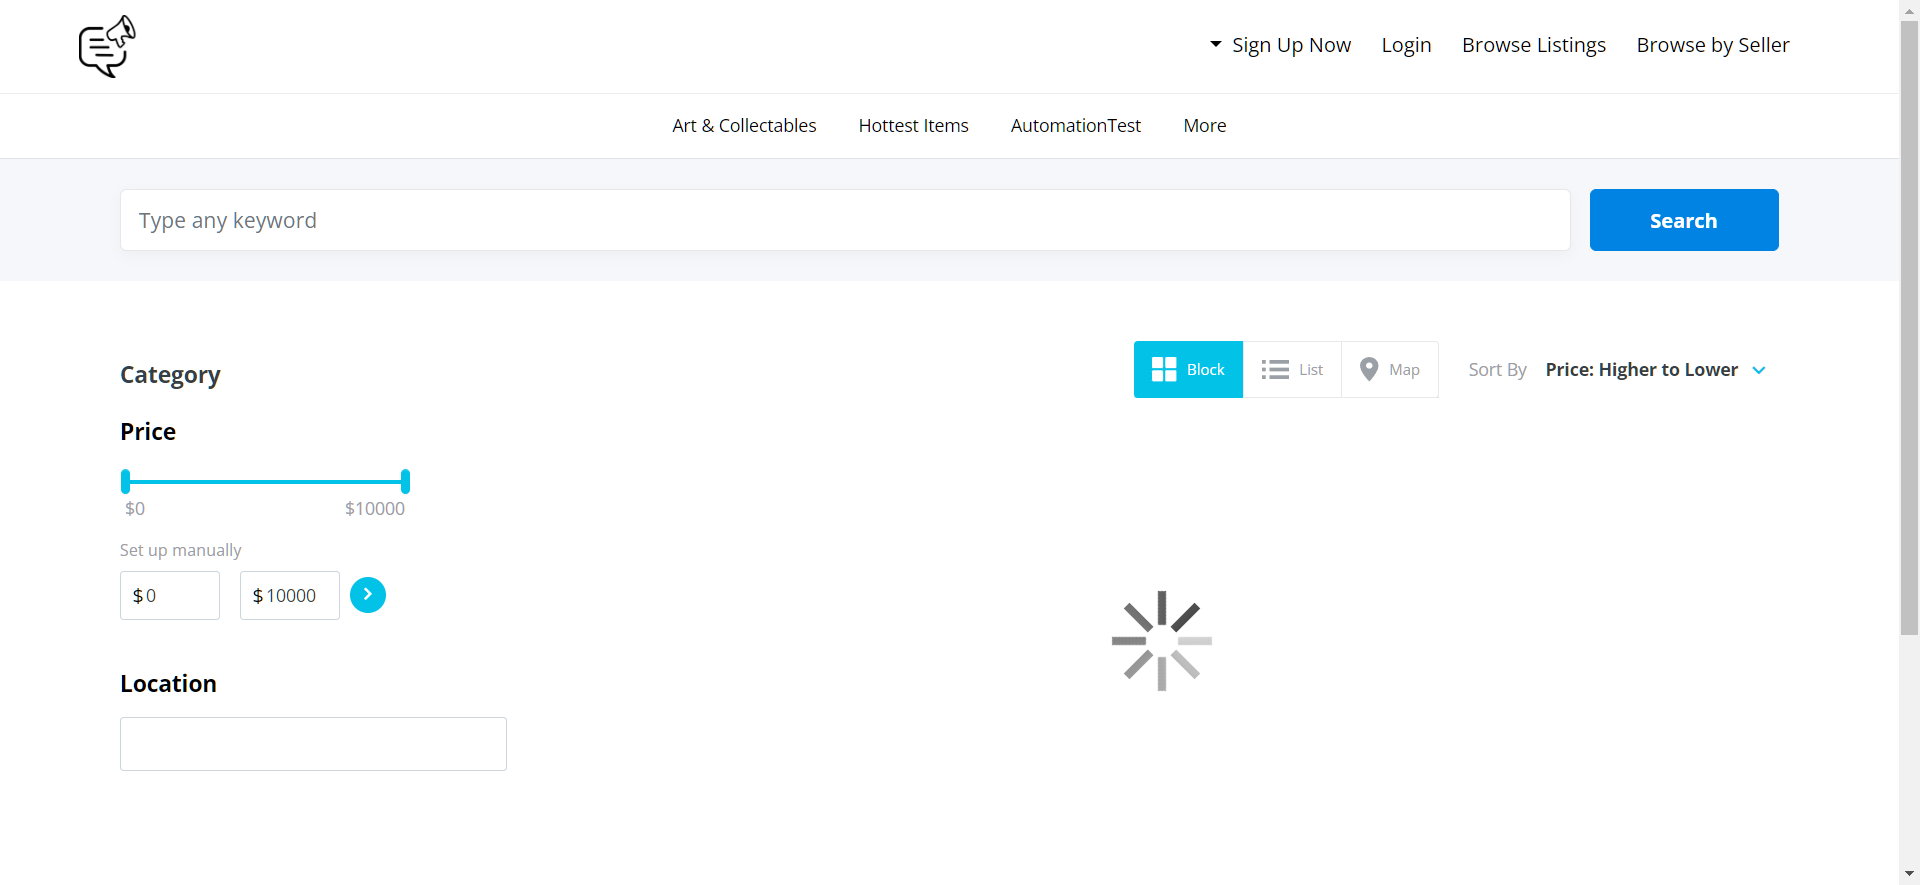 Sign Up Now Login Browse Listings Browse by Seller
Art & Collectables Hottest Items AutomationTest More
Type any keyword Search
Category Block List Map Sort By Price: Higher to Lower
Price
$0 $10000
Set up manually
$ 0 $ 10000
Location